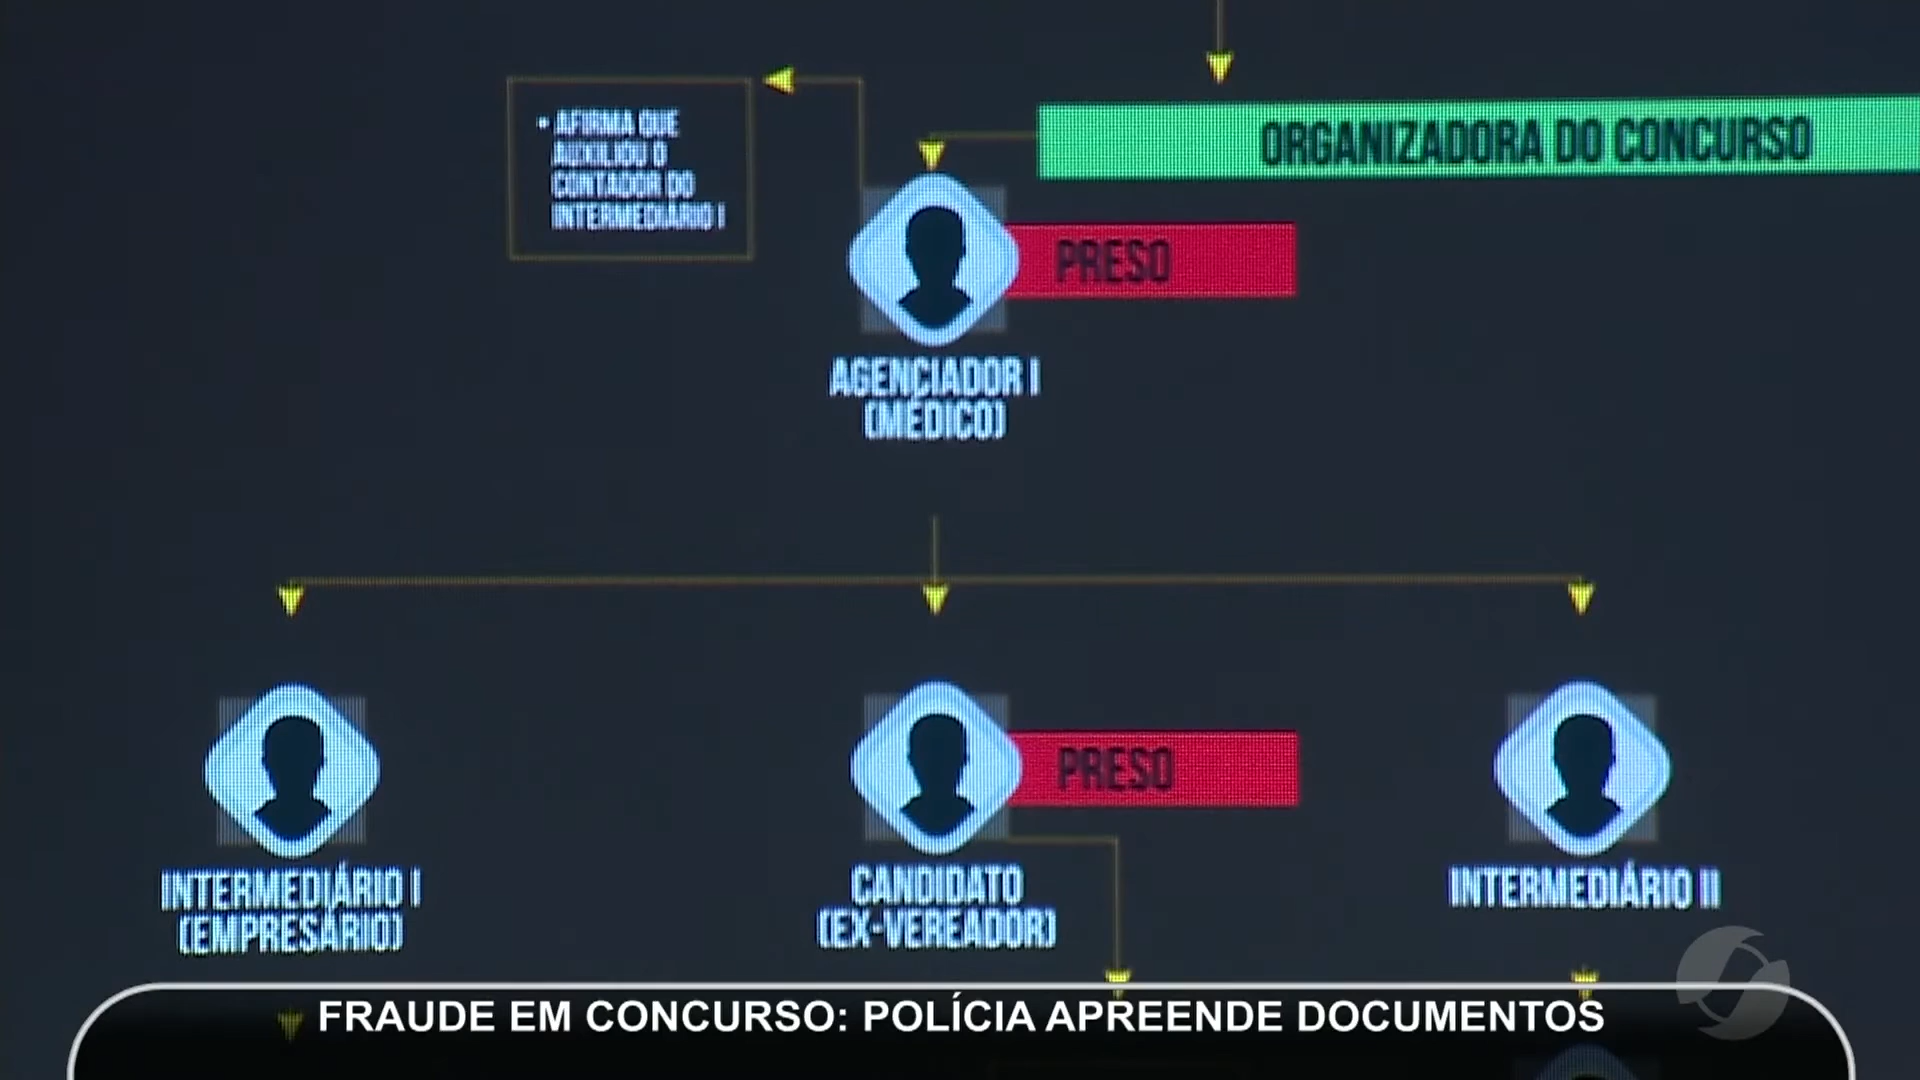 • AFIRMA QUE
AUXILIOU O
CONTADOR DO
INTERMEDIÁRIO I
ORGANIZADORA DO CONCURSO
PRESO
AGENCIADOR I
(MÉDICO)
PRESO
INTERMEDIÁRIO I
(EMPRESÁRIO)
CANDIDATO
(EX-VEREADOR)
INTERMEDIÁRIO II
FRAUDE EM CONCURSO: POLÍCIA APREENDE DOCUMENTOS